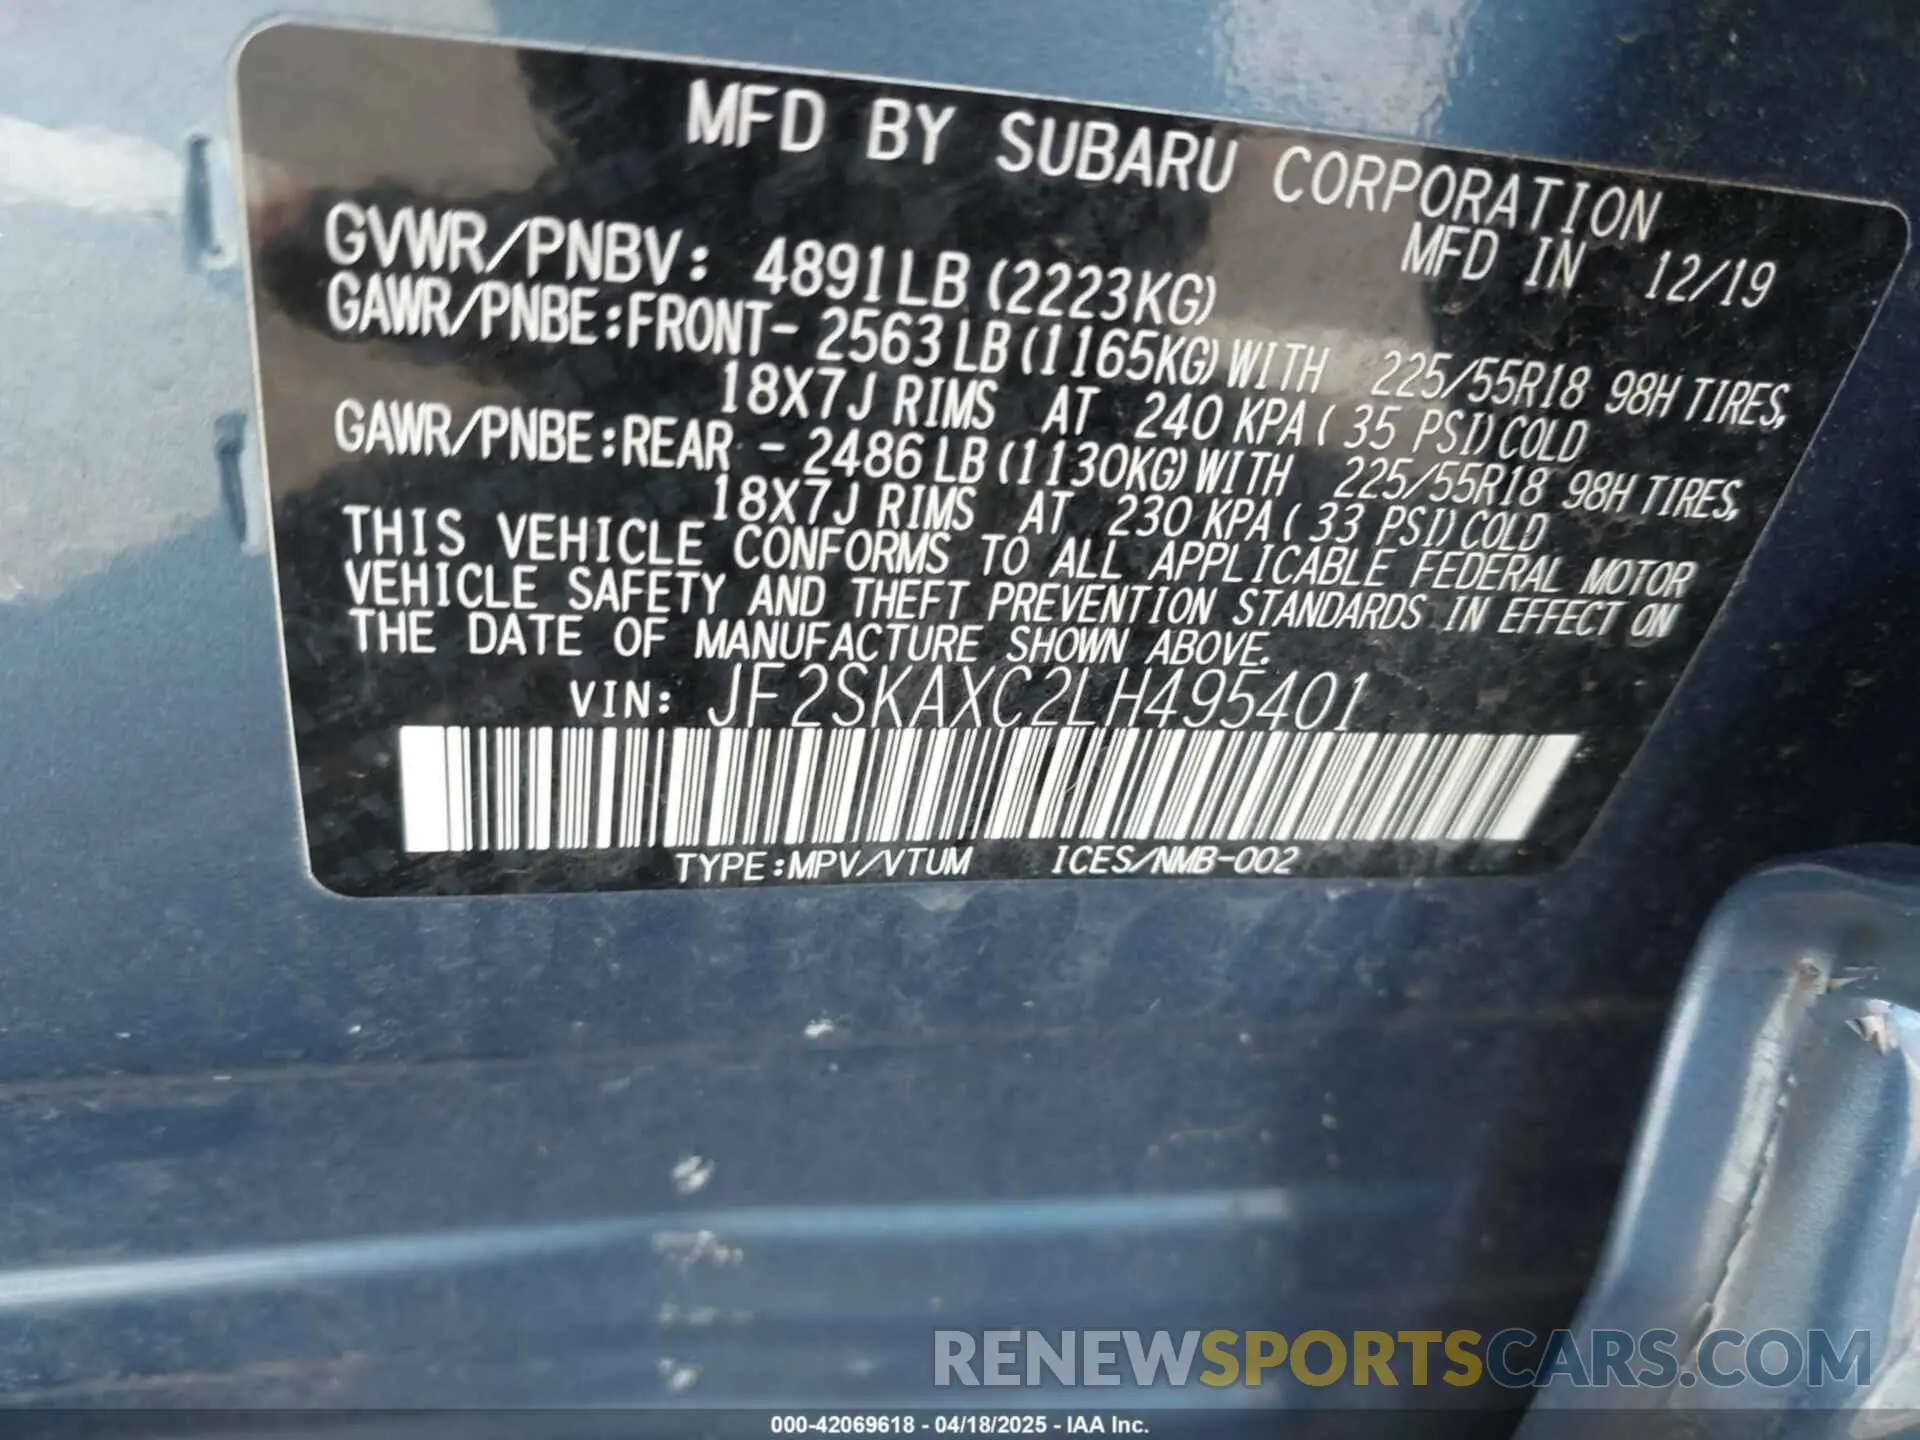 MFD BY SUBARU CORPORATION
MFD IN 12/19
GVWR/PNBV: 4891LB (2223KG)
GAWR/PNBE:FRONT- 2563LB(1165KG)WITH 225/55R18 98H TIRES,
18X7J RIMS AT 240 KPA( 35 PSI)COLD
GAWR/PNBE:REAR - 2486LB(1130KG)WITH 225/55R18 98H TIRES,
18X7J RIMS AT 230 KPA( 33 PSI)COLD
THIS VEHICLE CONFORMS TO ALL APPLICABLE FEDERAL MOTOR
VEHICLE SAFETY AND THEFT PREVENTION STANDARDS IN EFFECT ON
THE DATE OF MANUFACTURE SHOWN ABOVE.
VIN: JF2SKAXC2LH495401
TYPE:MPV/VTUM ICES/NMB-002
RENEWSPORTSCARS.COM
000-42069618 - 04/18/2025 - IAA Inc.